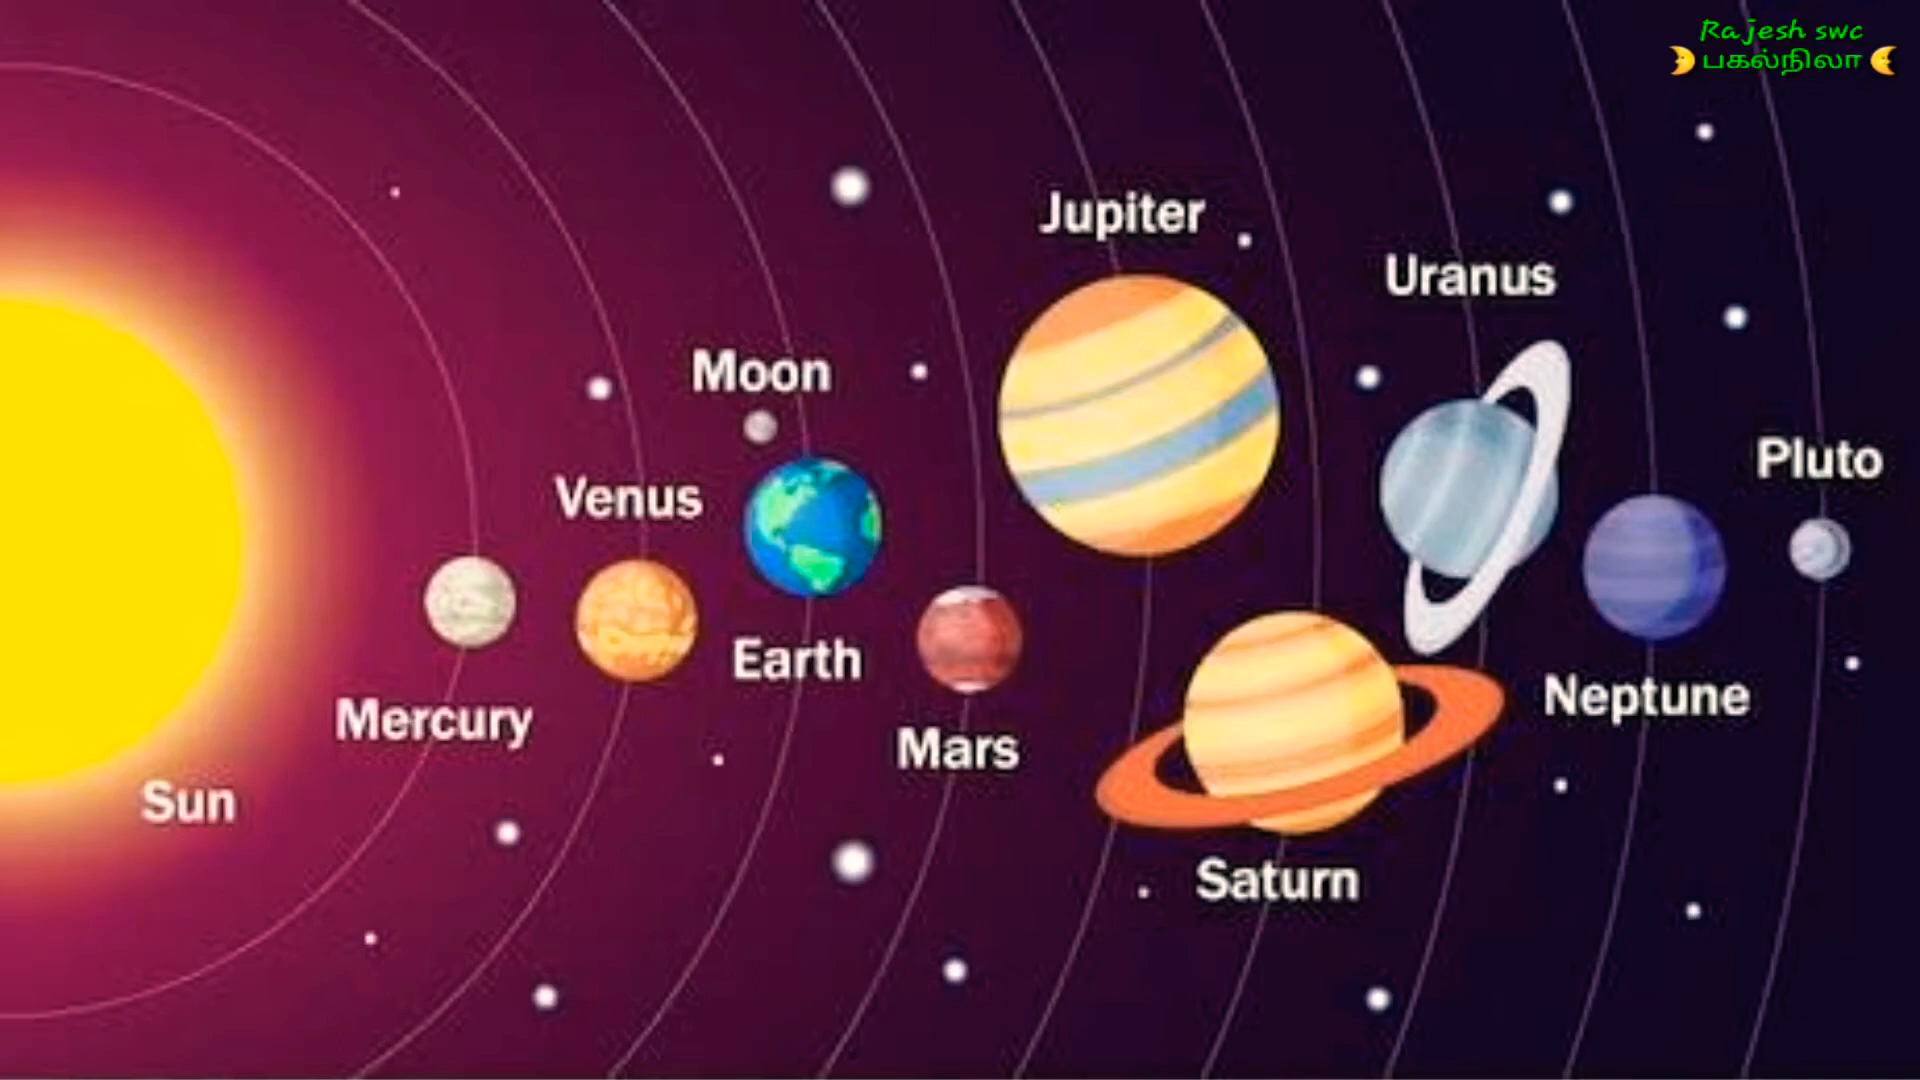 Rajesh swc
பகல்நிலா
Jupiter
Uranus
Moon
Pluto
Venus
Earth
Mercury
Neptune
Mars
Sun
Saturn